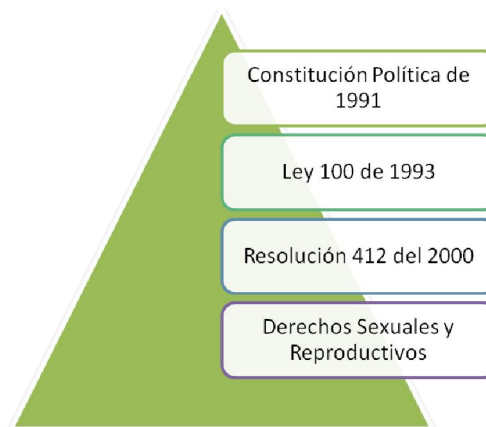 Constitución Política de
1991
Ley 100 de 1993
Resolución 412 del 2000
Derechos Sexuales y
Reproductivos